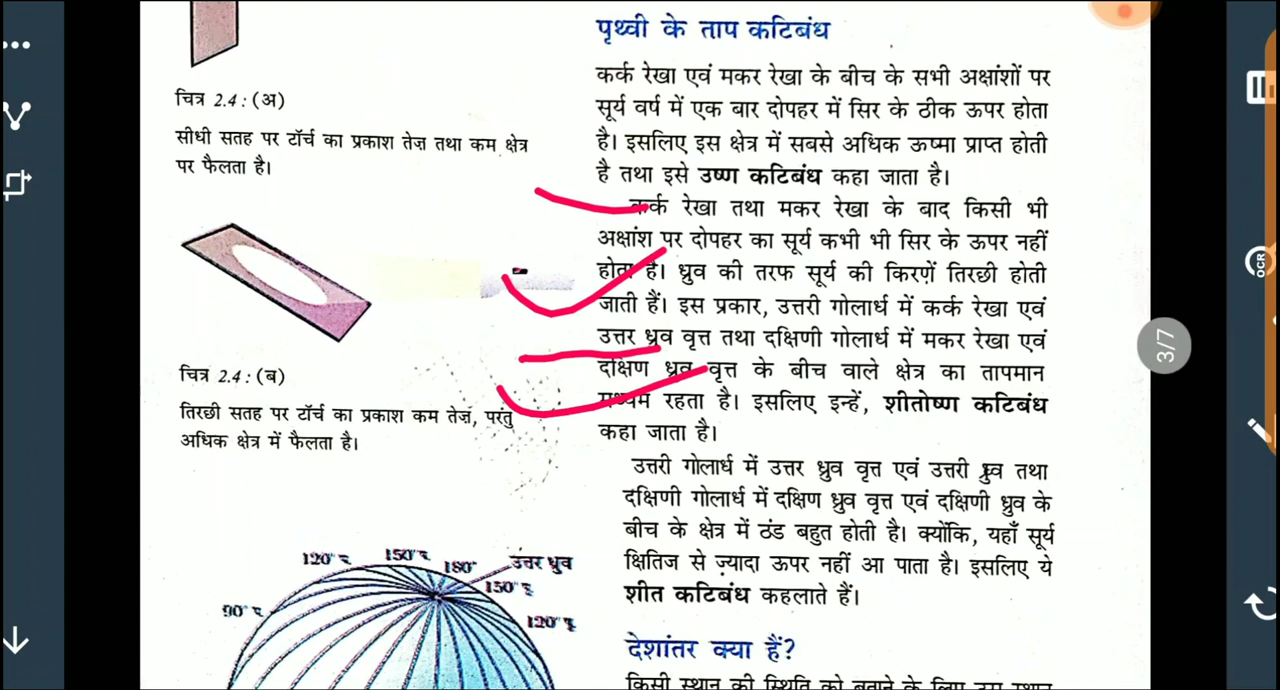 चित्र 2.4 : (अ)
सीधी सतह पर टॉर्च का प्रकाश तेज़ तथा कम क्षेत्र
पर फैलता है।
चित्र 2.4 : (ब)
तिरछी सतह पर टॉर्च का प्रकाश कम तेज़, परंतु
अधिक क्षेत्र में फैलता है।
120° प
150° प
180°
उत्तर ध्रुव
150° पू
90° प
120° पू
पृथ्वी के ताप कटिबंध
कर्क रेखा एवं मकर रेखा के बीच के सभी अक्षांशों पर
सूर्य वर्ष में एक बार दोपहर में सिर के ठीक ऊपर होता
है। इसलिए इस क्षेत्र में सबसे अधिक ऊष्मा प्राप्त होती
है तथा इसे उष्ण कटिबंध कहा जाता है।
कर्क रेखा तथा मकर रेखा के बाद किसी भी
अक्षांश पर दोपहर का सूर्य कभी भी सिर के ऊपर नहीं
होता है। ध्रुव की तरफ सूर्य की किरणें तिरछी होती
जाती हैं। इस प्रकार, उत्तरी गोलार्ध में कर्क रेखा एवं
उत्तर ध्रुव वृत्त तथा दक्षिणी गोलार्ध में मकर रेखा एवं
दक्षिण ध्रुव वृत्त के बीच वाले क्षेत्र का तापमान
मध्यम रहता है। इसलिए इन्हें, शीतोष्ण कटिबंध
कहा जाता है।
उत्तरी गोलार्ध में उत्तर ध्रुव वृत्त एवं उत्तरी ध्रुव तथा
दक्षिणी गोलार्ध में दक्षिण ध्रुव वृत्त एवं दक्षिणी ध्रुव के
बीच के क्षेत्र में ठंड बहुत होती है। क्योंकि, यहाँ सूर्य
क्षितिज से ज़्यादा ऊपर नहीं आ पाता है। इसलिए ये
शीत कटिबंध कहलाते हैं।
देशांतर क्या हैं?
किसी स्थान की स्थिति को बताने के लिए उस स्थान
3/7
OCR